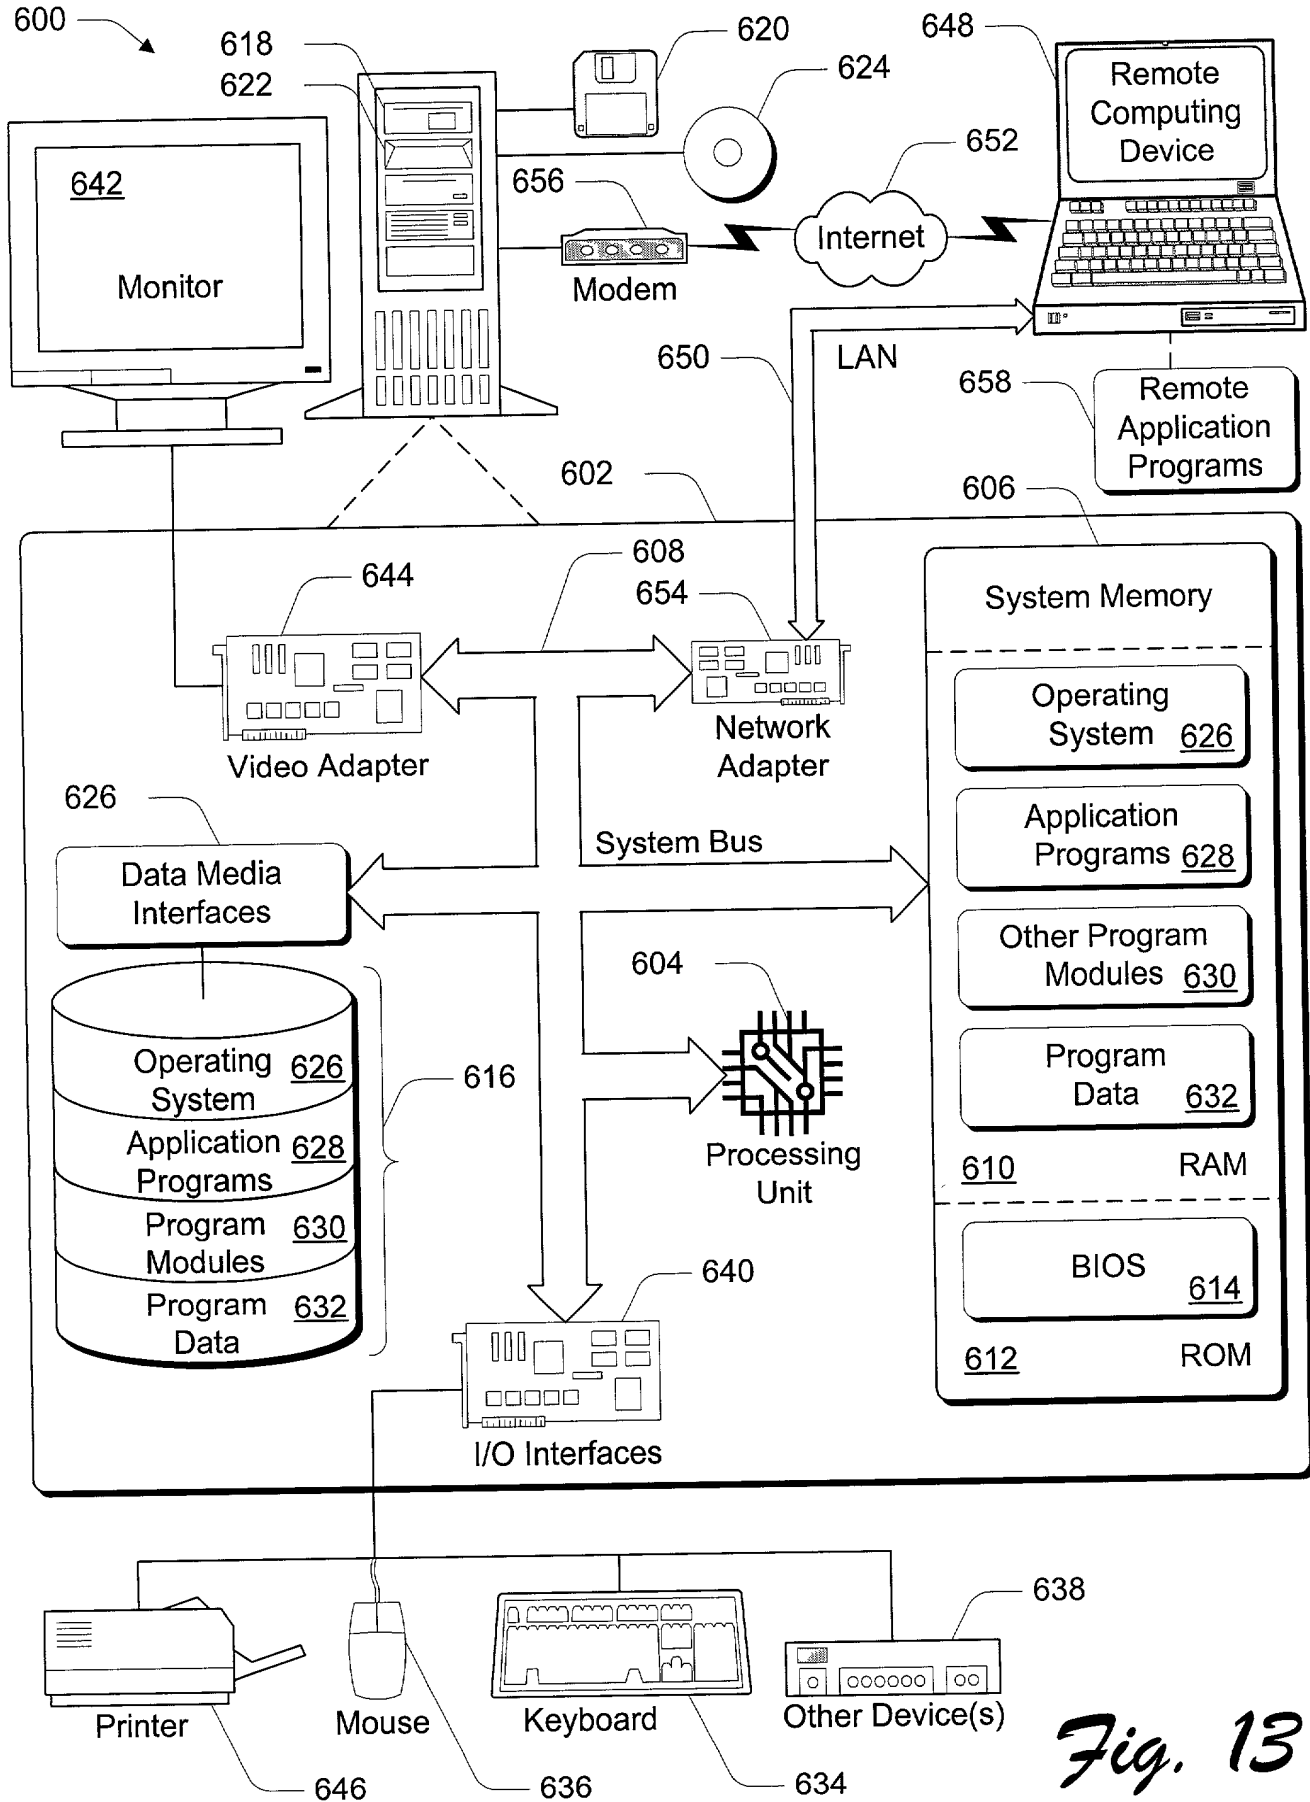 600
618
622
620
624
648
Remote
Computing
Device
642
Monitor
656
Modem
652
Internet
650
LAN
658
Remote
Application
Programs
602
606
608
644
654
Video Adapter
Network
Adapter
626
Data Media
Interfaces
System Bus
System Memory
Operating
System 626
Application
Programs 628
Other Program
Modules 630
Program
Data 632
610 RAM
BIOS
614
612 ROM
604
Processing
Unit
Operating
System 626
Application
Programs 628
Program
Modules 630
Program
Data 632
616
640
I/O Interfaces
Printer
646
Mouse
636
Keyboard
634
Other Device(s)
638
Fig. 13